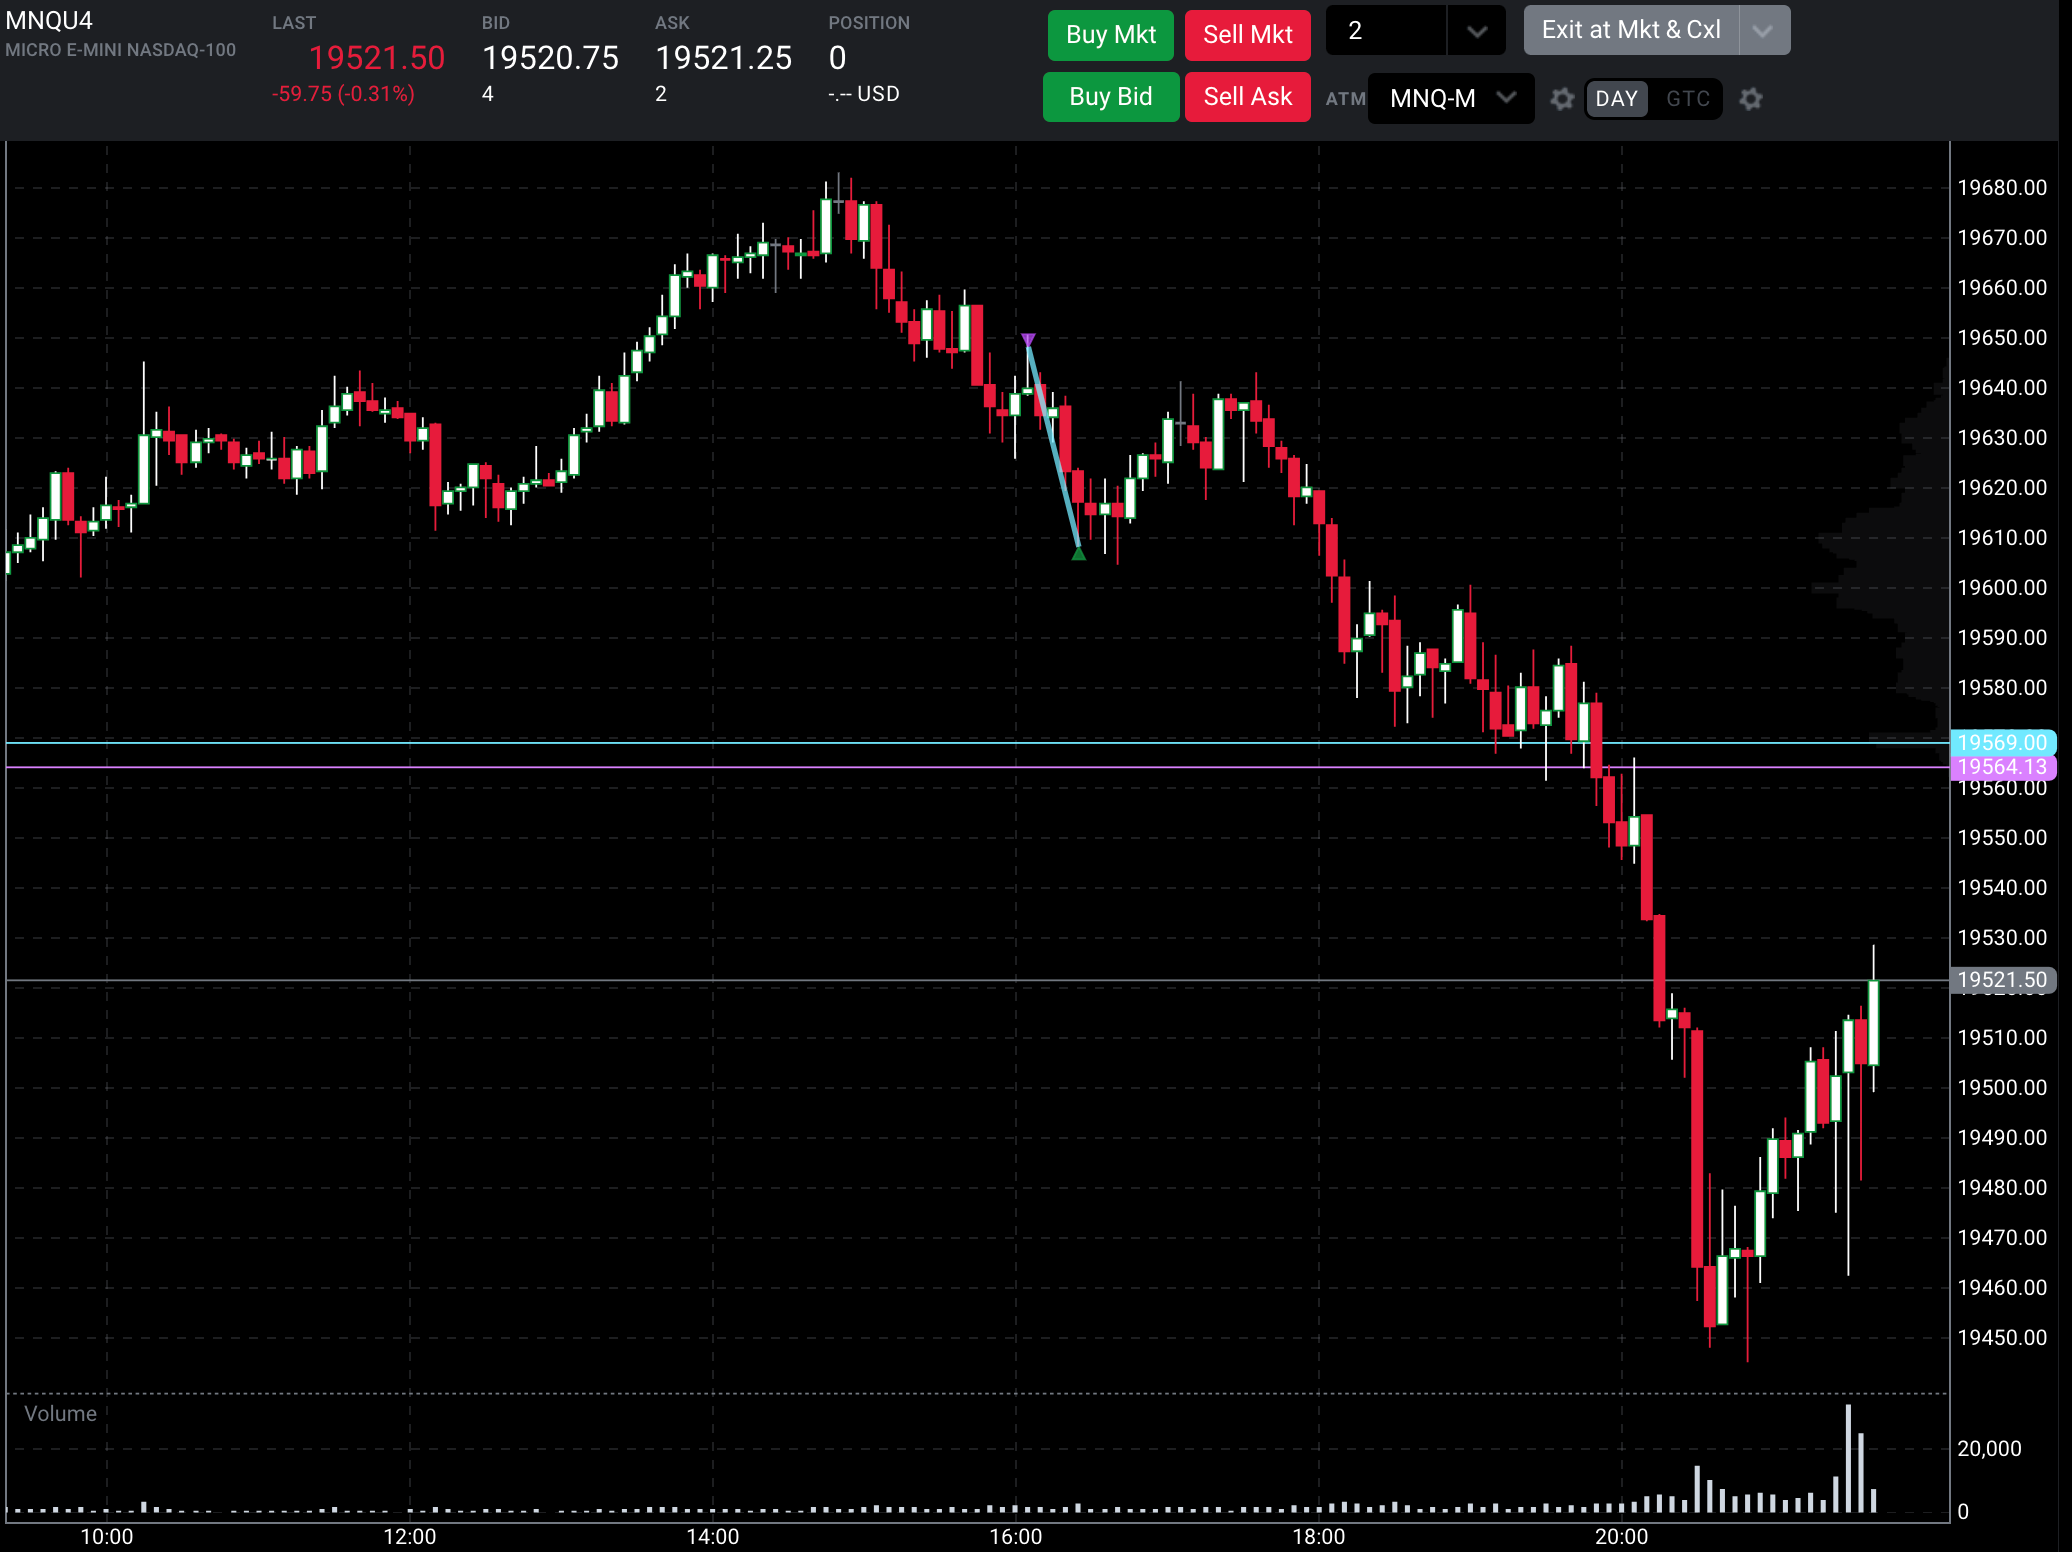 MNQU4
MICRO E-MINI NASDAQ-100
LAST
19521.50
-59.75 (-0.31%)
BID
19520.75
4
ASK
19521.25
2
POSITION
0
-.-- USD
Buy Mkt
Sell Mkt
2
Exit at Mkt & Cxl
Buy Bid
Sell Ask
ATM
MNQ-M
DAY
GTC
19680.00
19670.00
19660.00
19650.00
19640.00
19630.00
19620.00
19610.00
19600.00
19590.00
19580.00
19569.00
19564.13
19560.00
19550.00
19540.00
19530.00
19521.50
19510.00
19500.00
19490.00
19480.00
19470.00
19460.00
19450.00
Volume
20,000
0
10:00
12:00
14:00
16:00
18:00
20:00